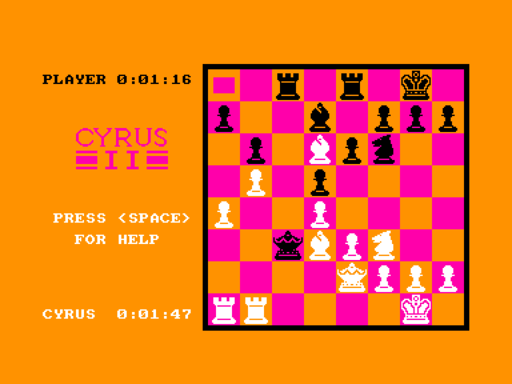 PLAYER 0:01:16
CYRUS
II
PRESS <SPACE>
FOR HELP
CYRUS 0:01:47